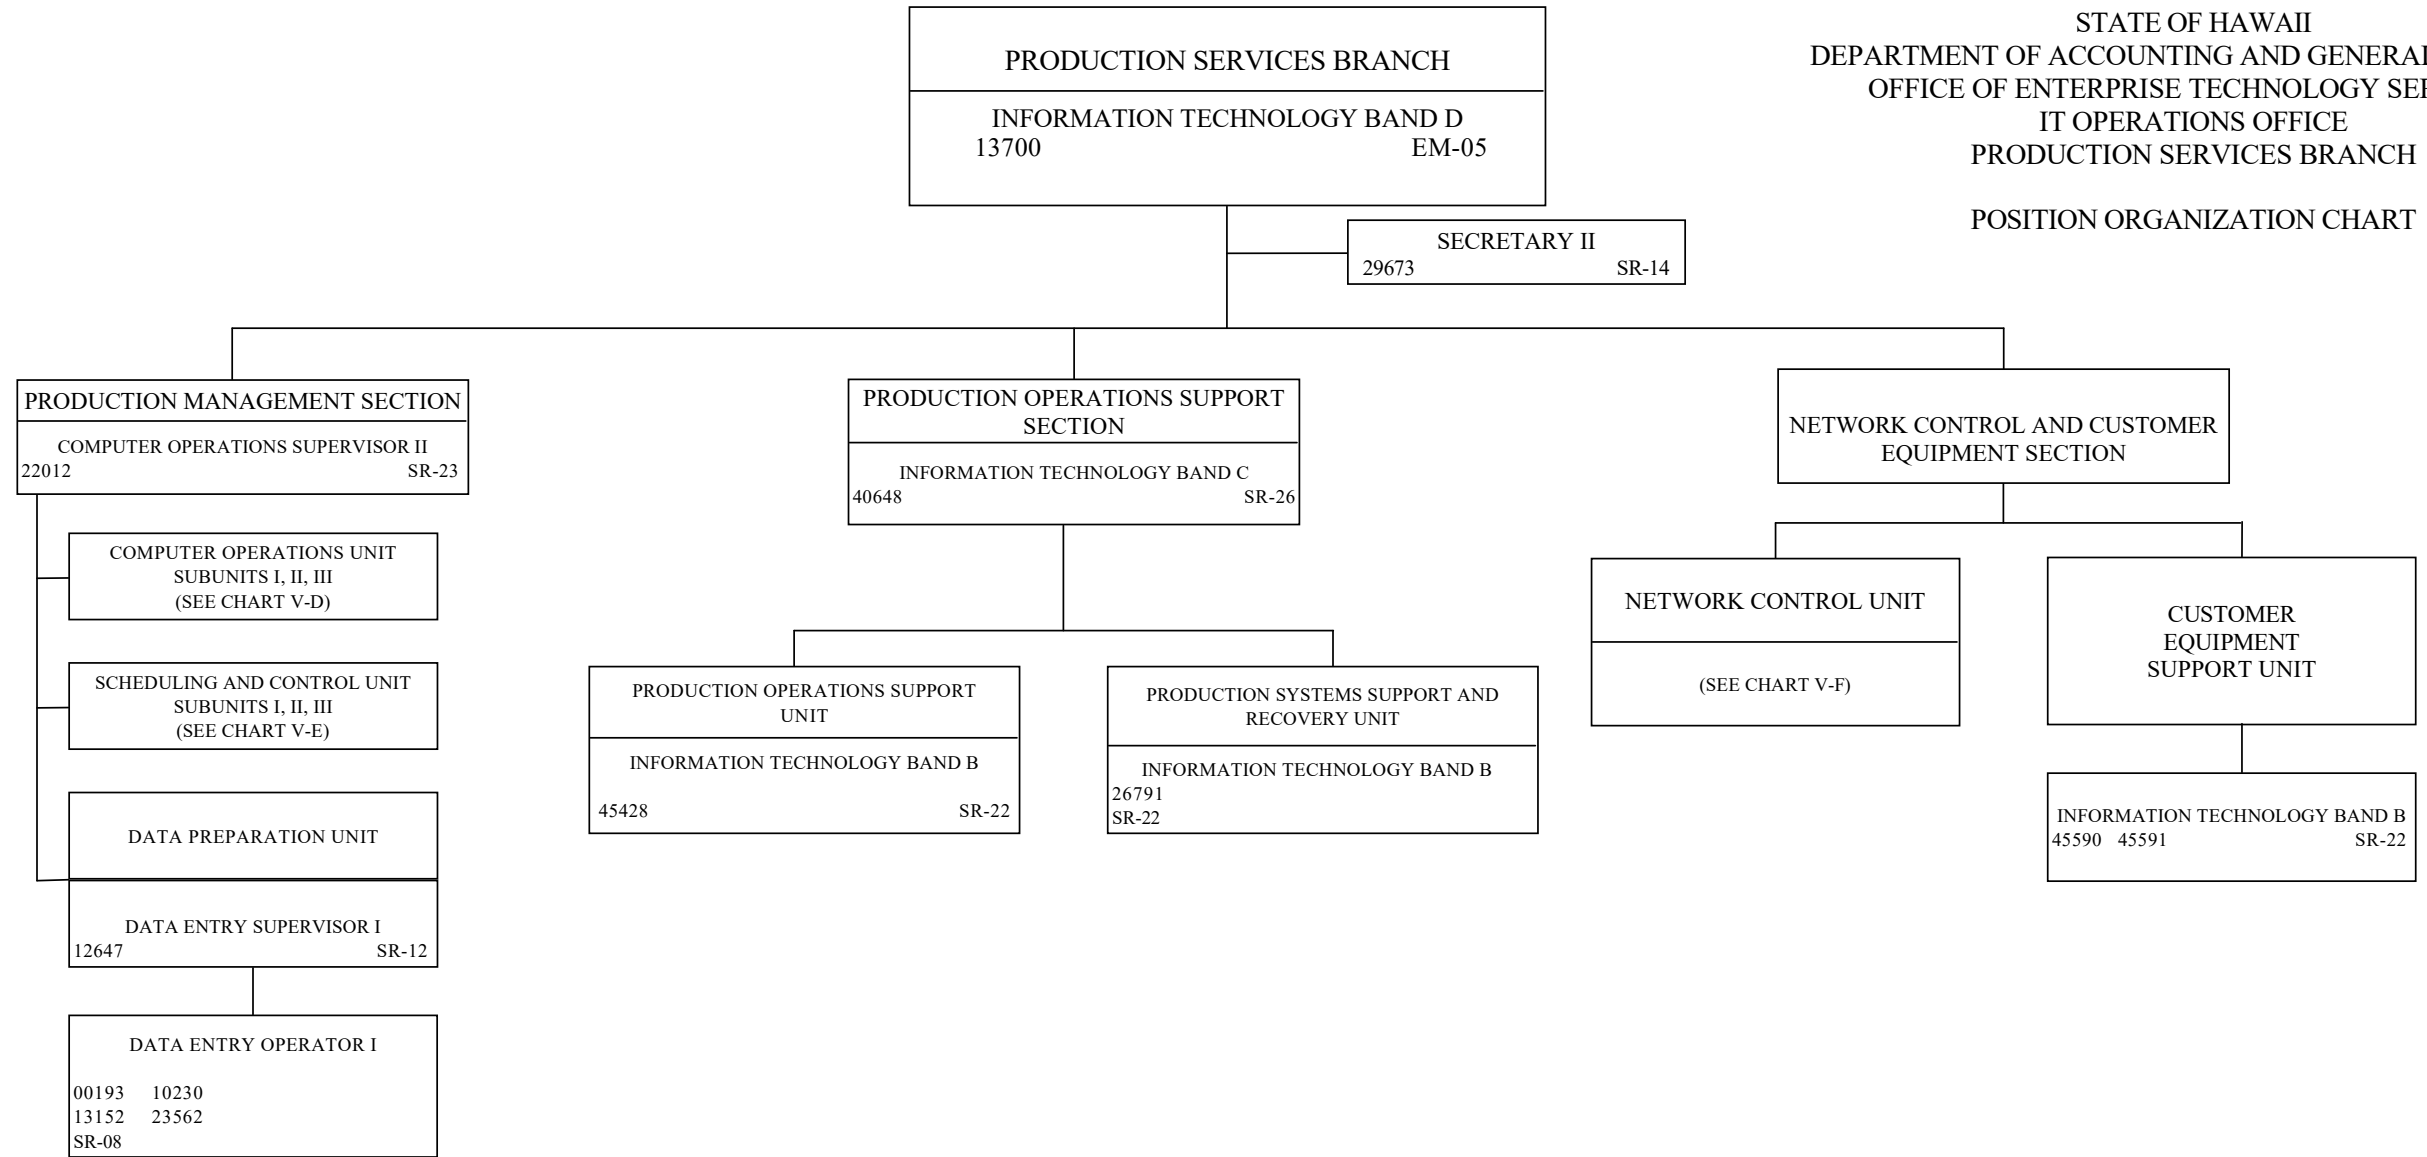 PRODUCTION SERVICES BRANCH
INFORMATION TECHNOLOGY BAND D
13700 EM-05
STATE OF HAWAII
DEPARTMENT OF ACCOUNTING AND GENERAL
OFFICE OF ENTERPRISE TECHNOLOGY
IT OPERATIONS OFFICE
PRODUCTION SERVICES BRANCH
POSITION ORGANIZATION CHART
SECRETARY II
29673 SR-14
PRODUCTION MANAGEMENT SECTION
COMPUTER OPERATIONS SUPERVISOR II
22012 SR-23
COMPUTER OPERATIONS UNIT
SUBUNITS I, II, III
(SEE CHART V-D)
SCHEDULING AND CONTROL UNIT
SUBUNITS I, II, III
(SEE CHART V-E)
DATA PREPARATION UNIT
DATA ENTRY SUPERVISOR I
12647 SR-12
DATA ENTRY OPERATOR I
00193 10230
13152 23562
SR-08
PRODUCTION OPERATIONS SUPPORT
SECTION
INFORMATION TECHNOLOGY BAND C
40648 SR-26
PRODUCTION OPERATIONS SUPPORT
UNIT
INFORMATION TECHNOLOGY BAND B
45428 SR-22
PRODUCTION SYSTEMS SUPPORT AND
RECOVERY UNIT
INFORMATION TECHNOLOGY BAND B
26791
SR-22
NETWORK CONTROL AND CUSTOMER
EQUIPMENT SECTION
NETWORK CONTROL UNIT
(SEE CHART V-F)
CUSTOMER
EQUIPMENT
SUPPORT UNIT
INFORMATION TECHNOLOGY BAND B
45590 45591 SR-22